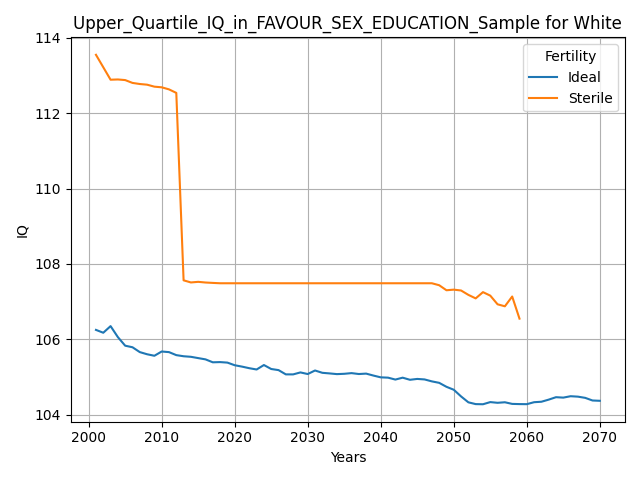 Upper_Quartile_IQ_in_FAVOUR_SEX_EDUCATION_Sample for White
114
112
110
108
106
104
IQ
Fertility
Ideal
Sterile
2000 2010 2020 2030 2040 2050 2060 2070
Years